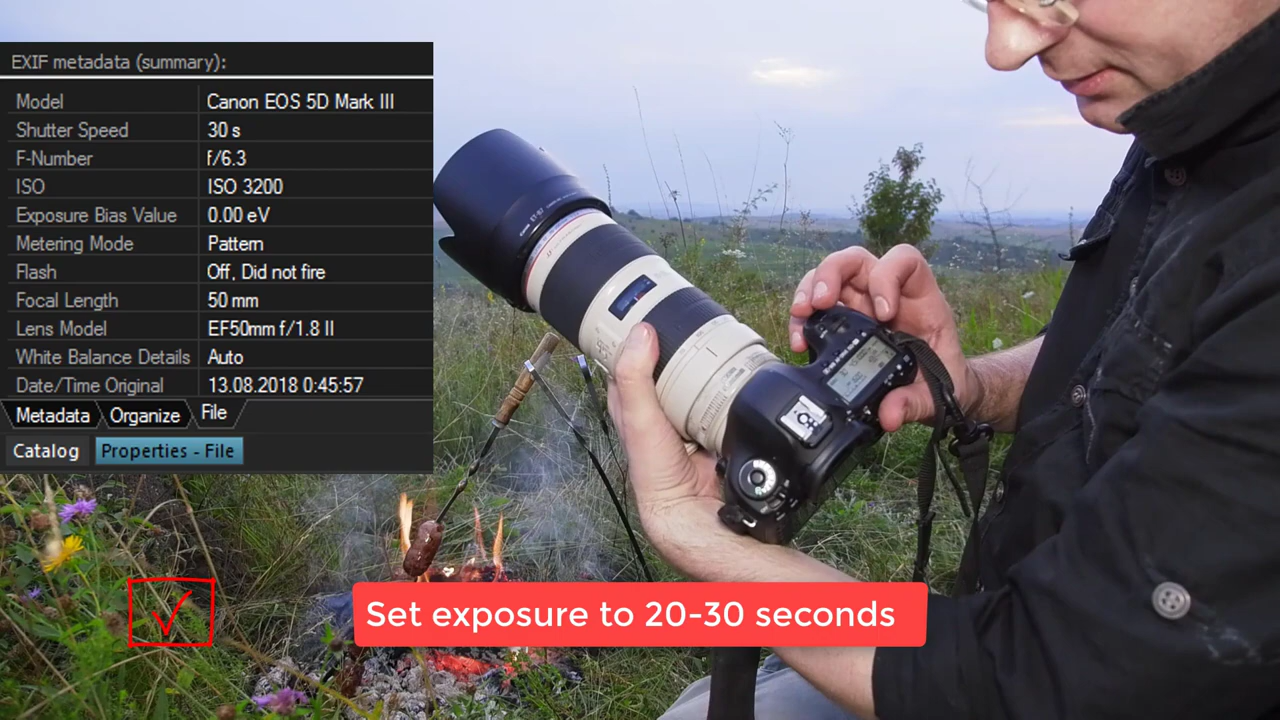 EXIF metadata (summary):
Model Canon EOS 5D Mark III
Shutter Speed 30 s
F-Number f/6.3
ISO ISO 3200
Exposure Bias Value 0.00 eV
Metering Mode Pattern
Flash Off, Did not fire
Focal Length 50 mm
Lens Model EF50mm f/1.8 II
White Balance Details Auto
Date/Time Original 13.08.2018 0:45:57
Metadata Organize File
Catalog Properties - File
Set exposure to 20-30 seconds